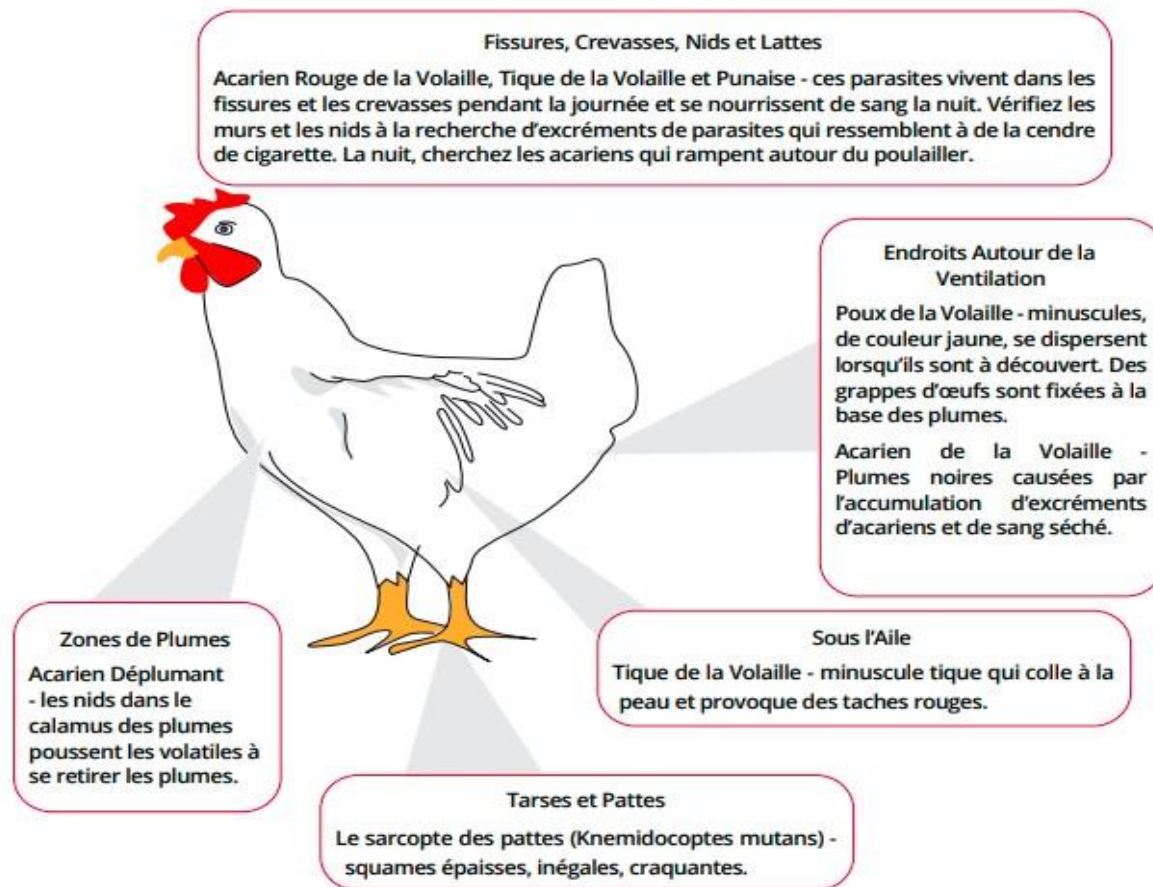 Fissures, Crevasses, Nids et Lattes
Acarien Rouge de la Volaille, Tique de la Volaille et Punaise - ces parasites vivent dans les
fissures et les crevasses pendant la journée et se nourrissent de sang la nuit. Vérifiez les
murs et les nids à la recherche d'excréments de parasites qui ressemblent à de la cendre
de cigarette. La nuit, cherchez les acariens qui rampent autour du poulailler.
Endroits Autour de la
Ventilation
Poux de la Volaille - minuscules,
de couleur jaune, se dispersent
lorsqu'ils sont à découvert. Des
grappes d'œufs sont fixées à la
base des plumes.
Acarien de la Volaille -
Plumes noires causées par
l'accumulation d'excréments
d'acariens et de sang séché.
Zones de Plumes
Acarien Déplumant
- les nids dans le
calamus des plumes
poussent les volatiles à
se retirer les plumes.
Sous l'Aile
Tique de la Volaille - minuscule tique qui colle à la
peau et provoque des taches rouges.
Tarses et Pattes
Le sarcopte des pattes (Knemidocoptes mutans) -
squames épaisses, inégales, craquantes.